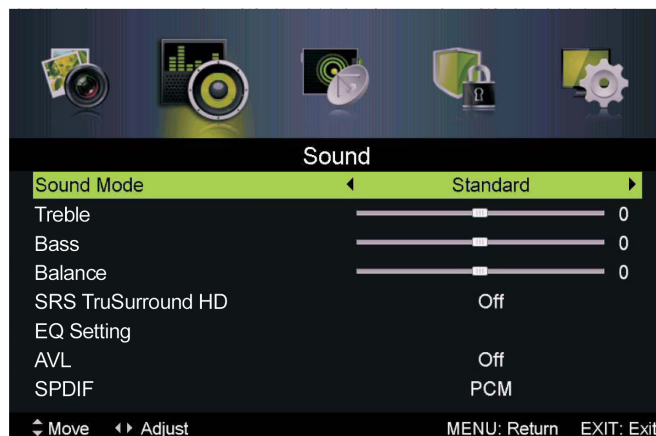 Sound
Sound Mode Standard
Treble 0
Bass 0
Balance 0
SRS TruSurround HD Off
EQ Setting
AVL Off
SPDIF PCM
Move Adjust MENU: Return EXIT: Exit